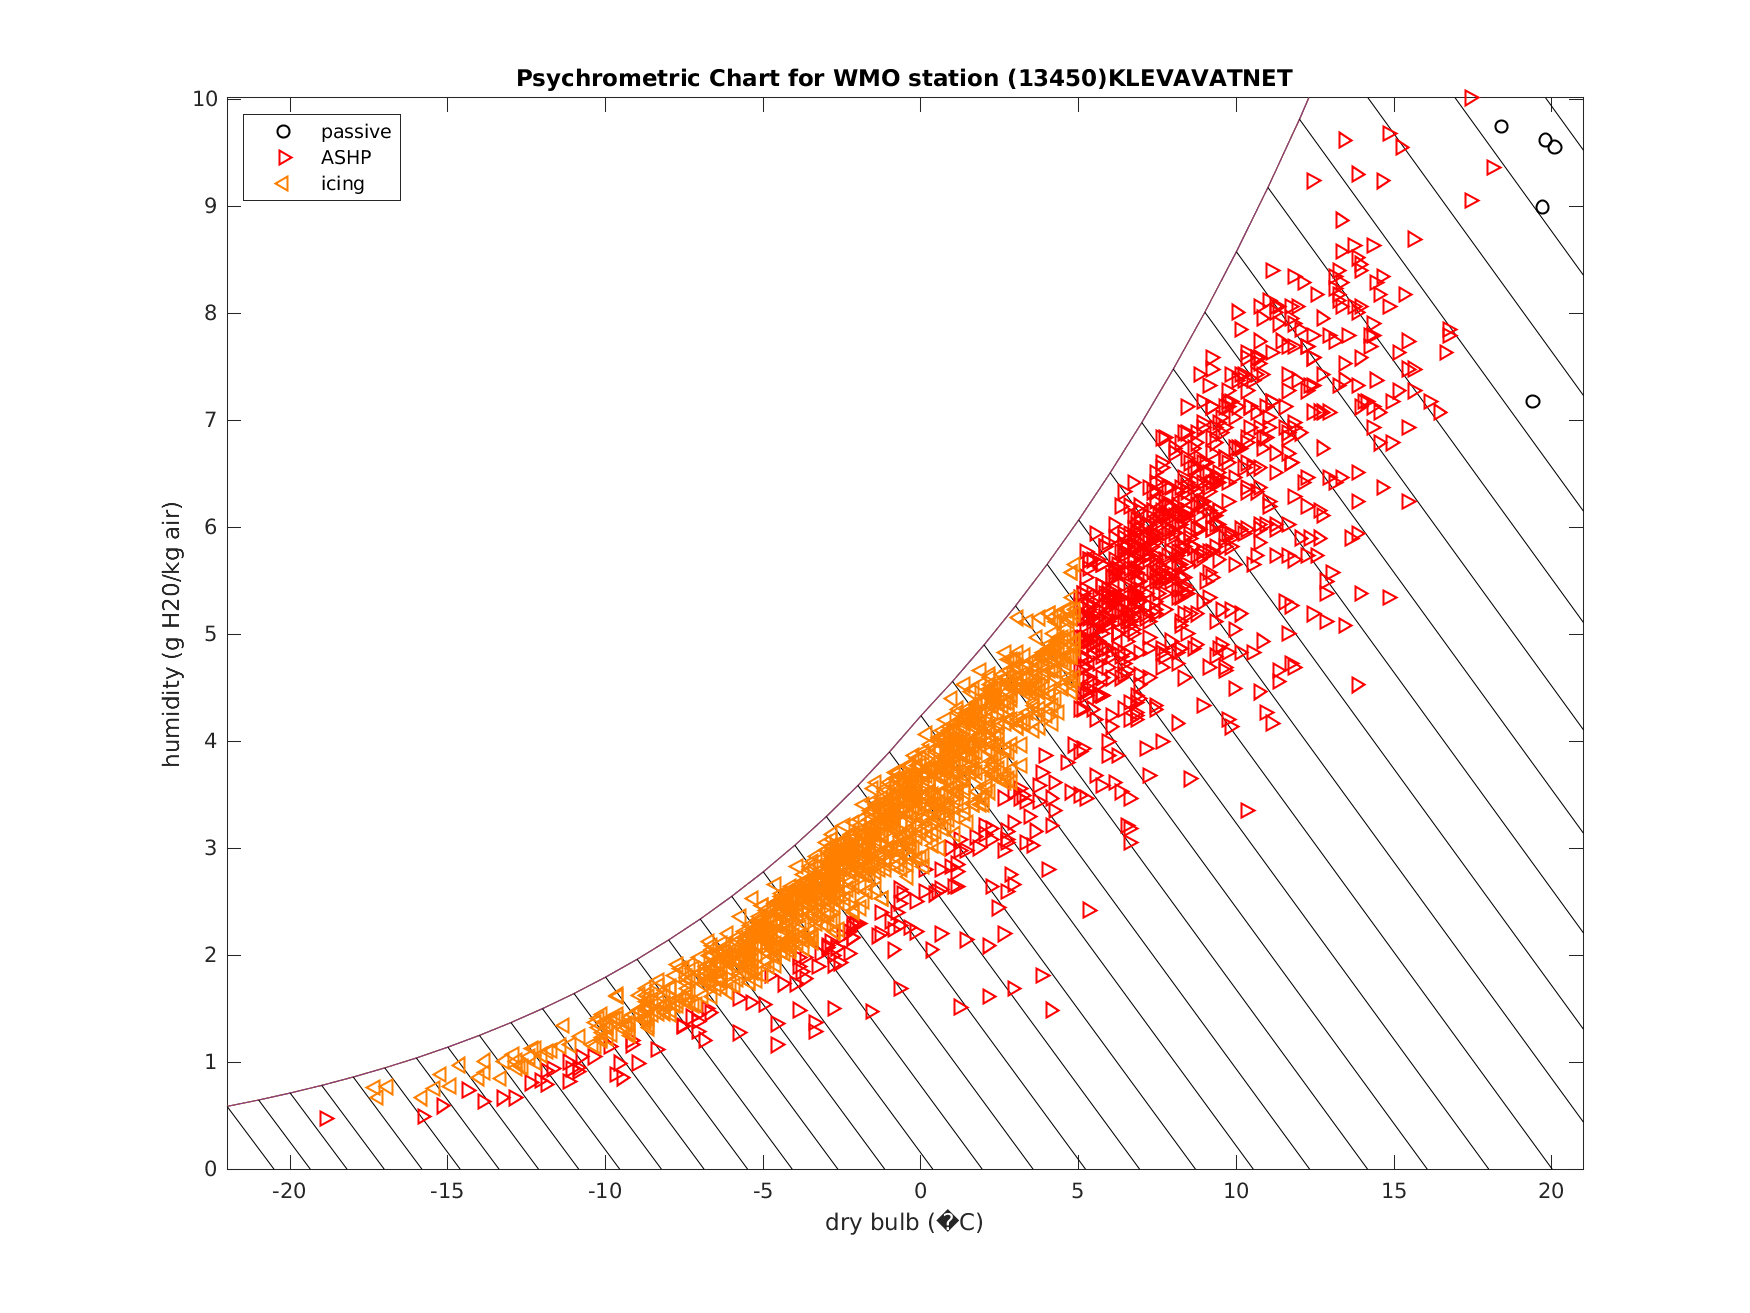 Psychrometric Chart for WMO station (13450)KLEVAVATNET
passive
ASHP
icing
10
9
8
7
6
5
4
3
2
1
0
humidity (g H20/kg air)
-20 -15 -10 -5 0 5 10 15 20
dry bulb (�C)